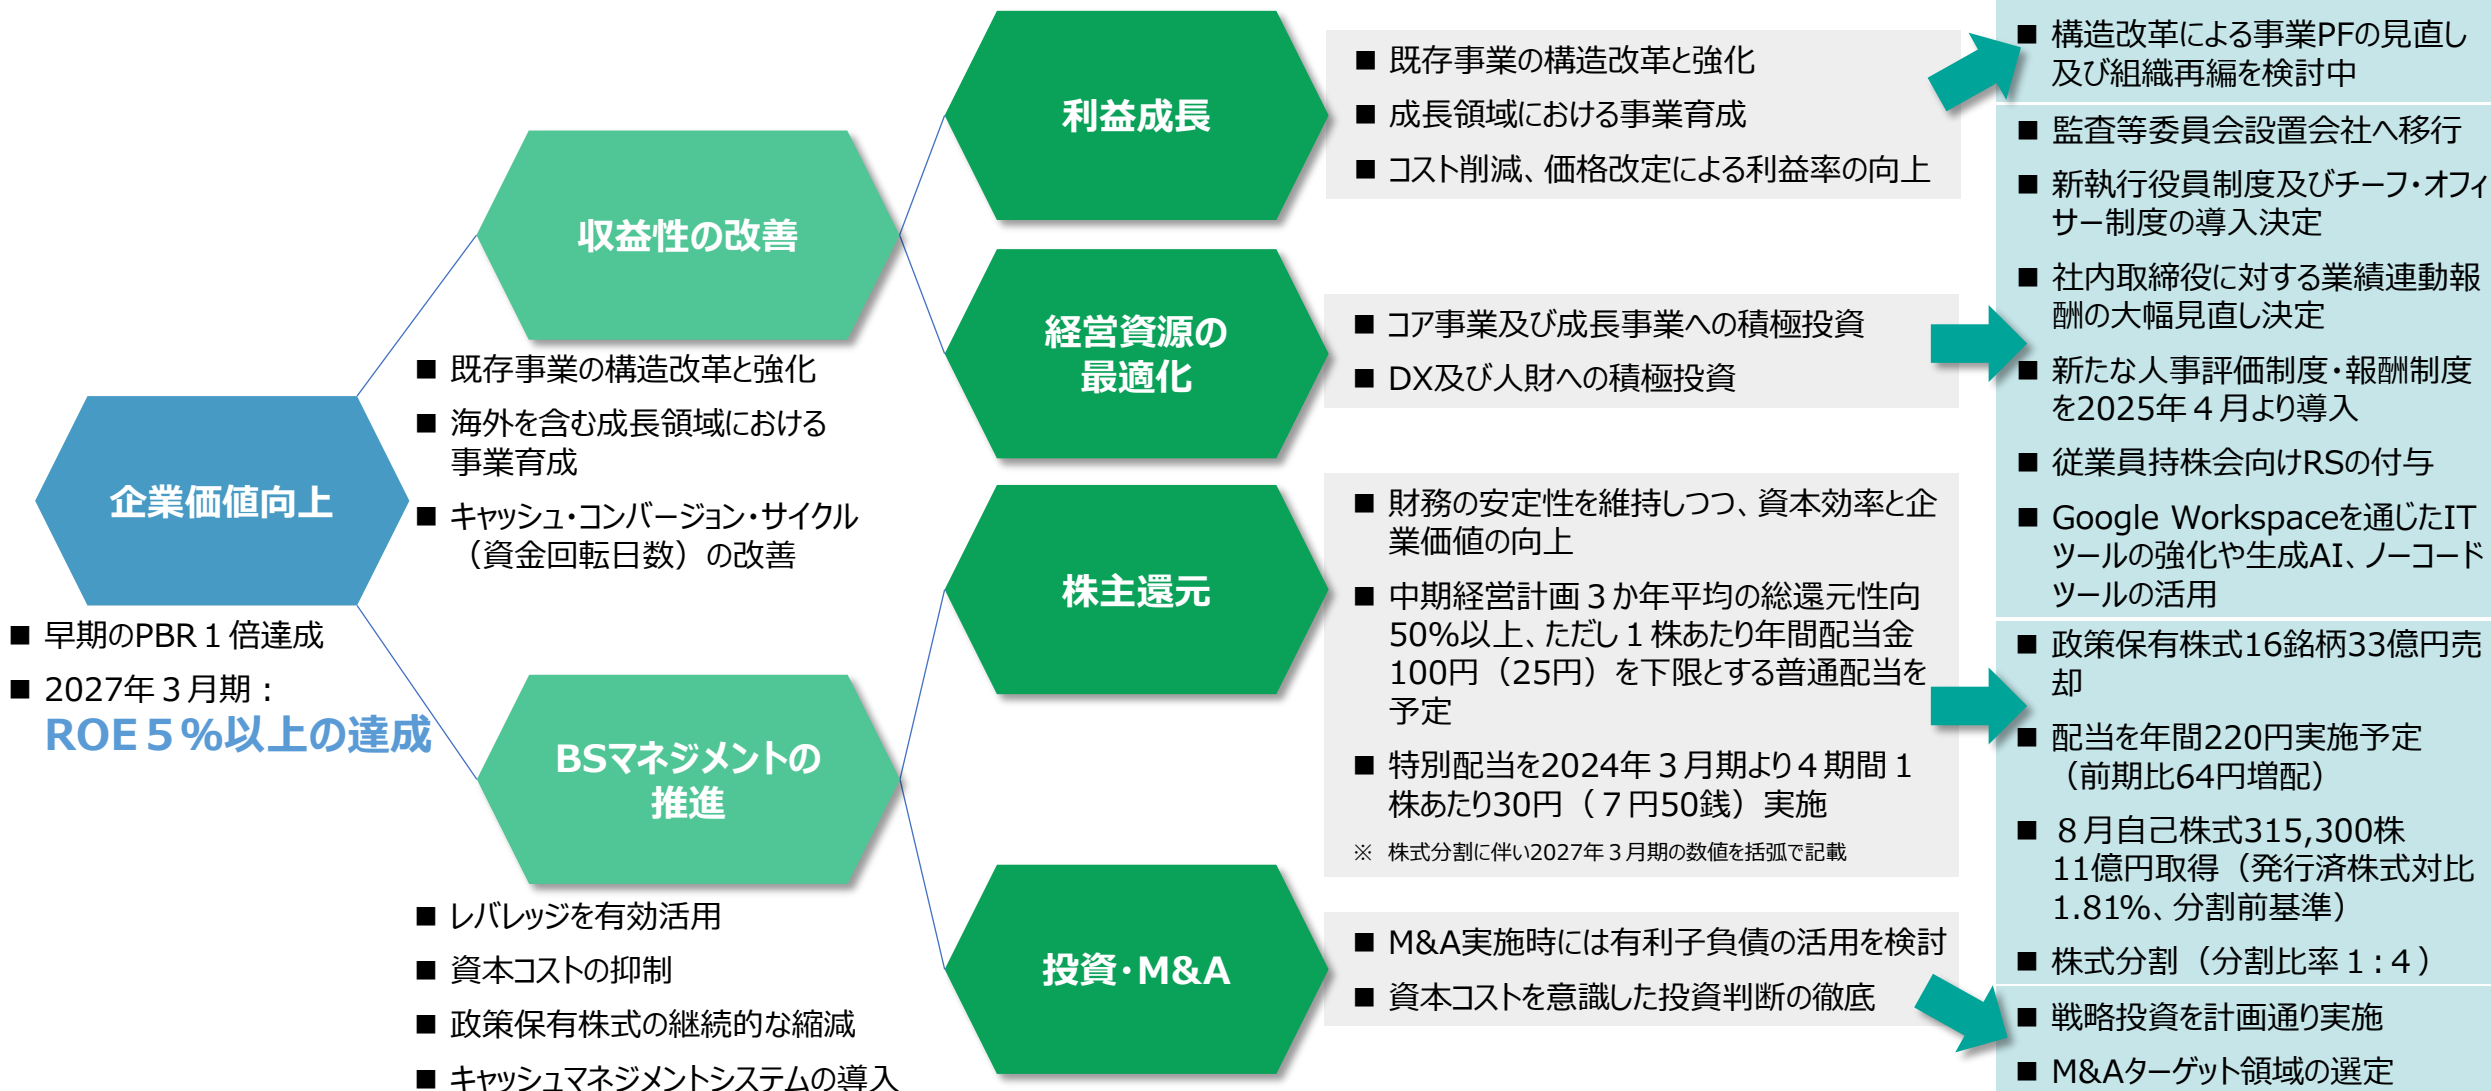 企業価値向上
■ 早期のPBR１倍達成
■ 2027年３月期：
ROE５%以上の達成
収益性の改善
■ 既存事業の構造改革と強化
■ 海外を含む成長領域における
事業育成
■ キャッシュ・コンバージョン・サイクル
（資金回転日数）の改善
BSマネジメントの
推進
■ レバレッジを有効活用
■ 資本コストの抑制
■ 政策保有株式の継続的な縮減
■ キャッシュマネジメントシステムの導入
利益成長
■ 既存事業の構造改革と強化
■ 成長領域における事業育成
■ コスト削減、価格改定による利益率の向上
経営資源の
最適化
■ コア事業及び成長事業への積極投資
■ DX及び人財への積極投資
株主還元
■ 財務の安定性を維持しつつ、資本効率と企
業価値の向上
■ 中期経営計画３か年平均の総還元性向
50%以上、ただし１株あたり年間配当金
100円（25円）を下限とする普通配当を
予定
■ 特別配当を2024年３月期より４期間１
株あたり30円（７円50銭）実施
※ 株式分割に伴い2027年３月期の数値を括弧で記載
投資・M&A
■ M&A実施時には有利子負債の活用を検討
■ 資本コストを意識した投資判断の徹底
■ 構造改革による事業PFの見直し
及び組織再編を検討中
■ 監査等委員会設置会社へ移行
■ 新執行役員制度及びチーフ・オフィ
サー制度の導入決定
■ 社内取締役に対する業績連動報
酬の大幅見直し決定
■ 新たな人事評価制度・報酬制度
を2025年４月より導入
■ 従業員持株会向けRSの付与
■ Google Workspaceを通じたIT
ツールの強化や生成AI、ノーコード
ツールの活用
■ 政策保有株式16銘柄33億円売
却
■ 配当を年間220円実施予定
（前期比64円増配）
■ ８月自己株式315,300株
11億円取得（発行済株式対比
1.81%、分割前基準）
■ 株式分割（分割比率１:４）
■ 戦略投資を計画通り実施
■ M&Aターゲット領域の選定